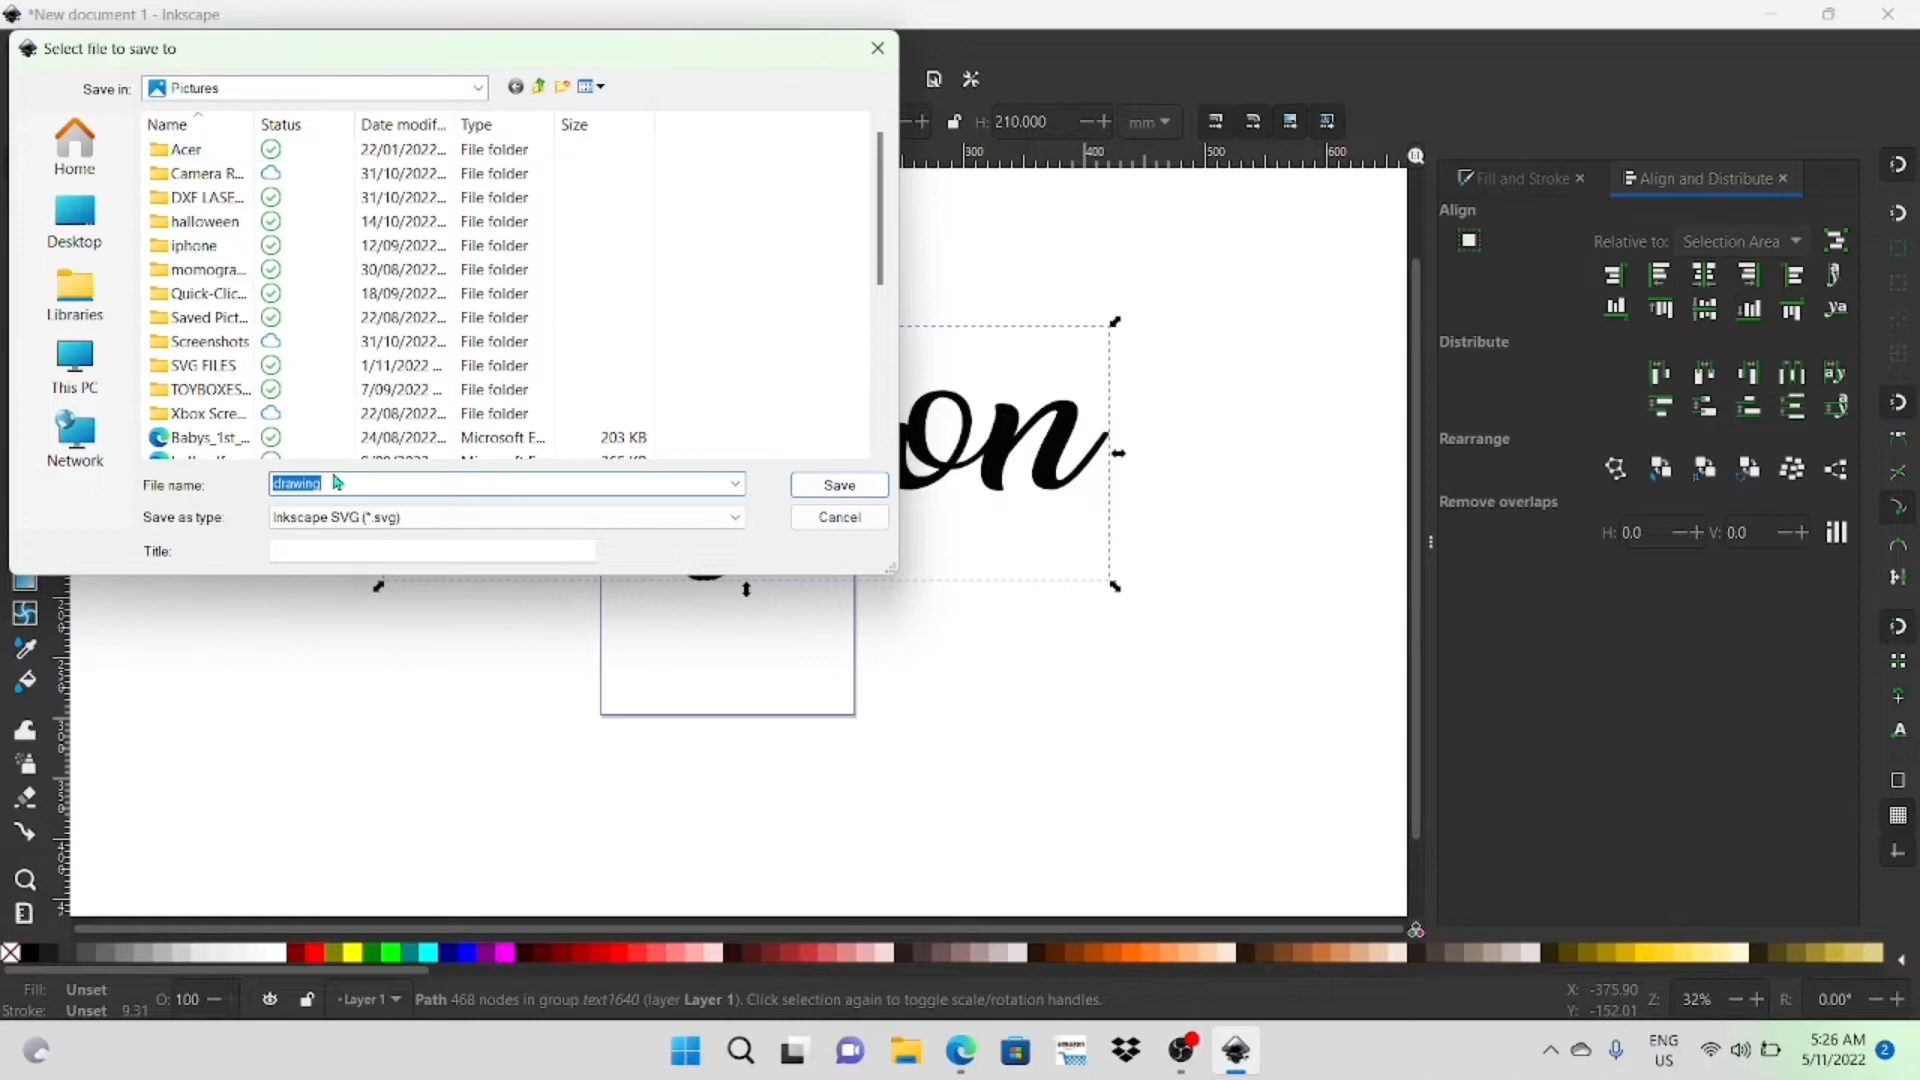 *New document 1 - Inkscape
Select file to save to
Save in: Pictures
Name Status Date modif... Type Size
Acer 22/01/2022... File folder
Camera R... 31/10/2022... File folder
DXF LASE... 31/10/2022... File folder
halloween 14/10/2022... File folder
iphone 12/09/2022... File folder
momogra... 30/08/2022... File folder
Quick-Clic... 18/09/2022... File folder
Saved Pict... 22/08/2022... File folder
Screenshots 31/10/2022... File folder
SVG FILES 1/11/2022 ... File folder
TOYBOXES... 7/09/2022 ... File folder
Xbox Scre... 22/08/2022... File folder
Babys_1st_... 24/08/2022... Microsoft E... 203 KB
Home
Desktop
Libraries
This PC
Network
File name: drawing Save
Save as type: Inkscape SVG (*.svg) Cancel
Title:
H: 210.000 mm
300 400 500 600
on
Fill and Stroke
Align and Distribute
Align
Relative to: Selection Area
Distribute
Rearrange
Remove overlaps
H: 0.0 V: 0.0
Fill: Unset
Stroke: Unset 9.31
O: 100
Layer 1
Path 468 nodes in group text1640 (layer Layer 1). Click selection again to toggle scale/rotation handles.
X: -375.90
Y: -152.01
Z: 32%
R: 0.00°
amazon
ENG
US
5:26 AM
5/11/2022
2